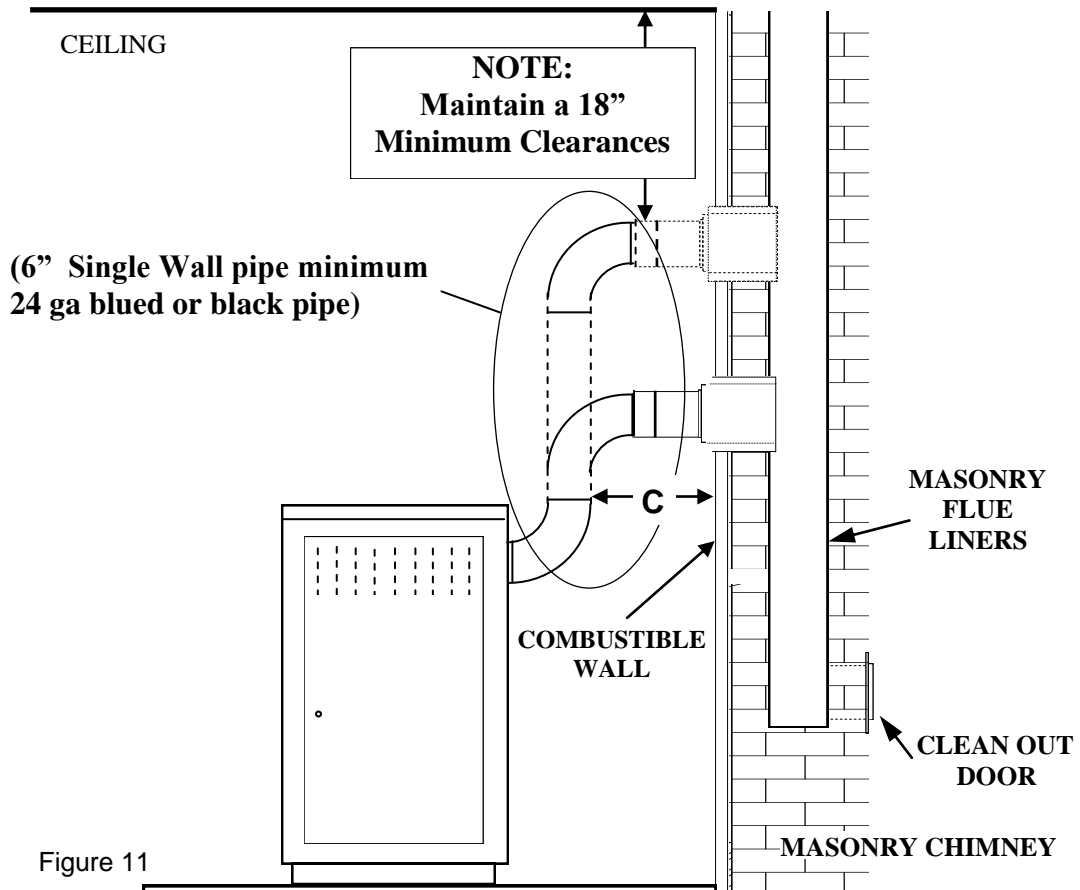 CEILING
NOTE:
Maintain a 18”
Minimum Clearances
(6”  Single Wall pipe minimum
24 ga blued or black pipe)
C
MASONRY
FLUE
LINERS
COMBUSTIBLE
WALL
CLEAN OUT
DOOR
MASONRY CHIMNEY
Figure 11